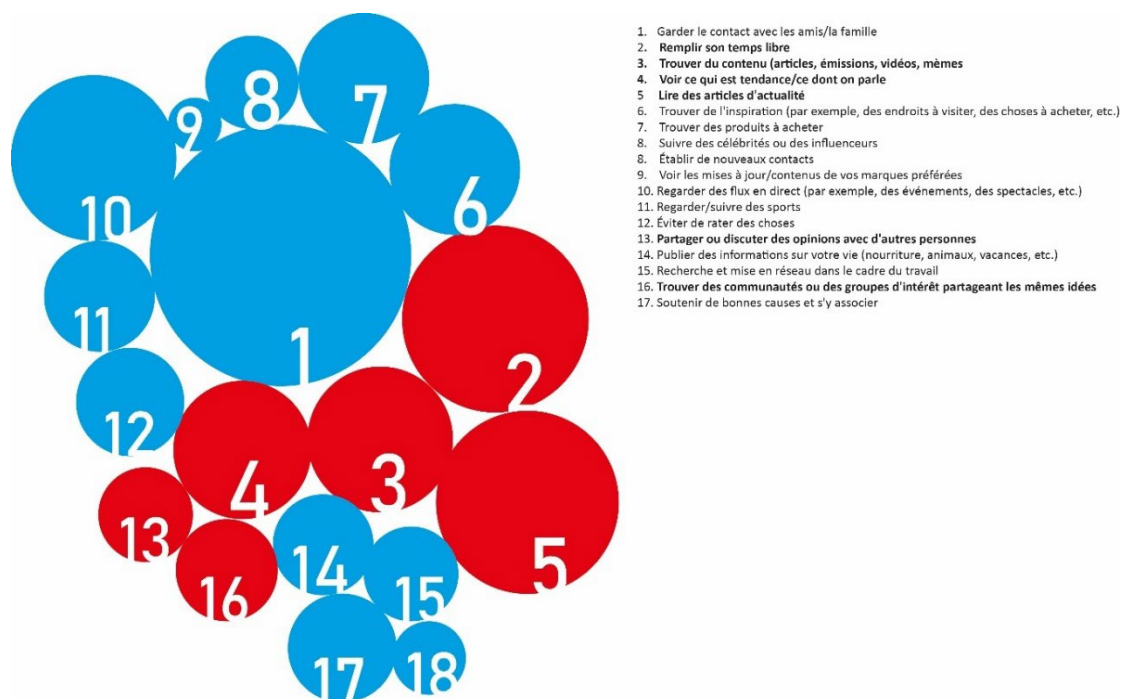 1. Garder le contact avec les amis/la famille
2. Remplir son temps libre
3. Trouver du contenu (articles, émissions, vidéos, mèmes
4. Voir ce qui est tendance/ce dont on parle
5 Lire des articles d'actualité
6. Trouver de l'inspiration (par exemple, des endroits à visiter, des choses à acheter, etc.)
7. Trouver des produits à acheter
8. Suivre des célébrités ou des influenceurs
8. Établir de nouveaux contacts
9. Voir les mises à jour/contenus de vos marques préférées
10. Regarder des flux en direct (par exemple, des événements, des spectacles, etc.)
11. Regarder/suivre des sports
12. Éviter de rater des choses
13. Partager ou discuter des opinions avec d'autres personnes
14. Publier des informations sur votre vie (nourriture, animaux, vacances, etc.)
15. Recherche et mise en réseau dans le cadre du travail
16. Trouver des communautés ou des groupes d'intérêt partageant les mêmes idées
17. Soutenir de bonnes causes et s'y associer
8
7
9
10
6
11
1
2
12
4
3
13
5
16
14
15
17
18